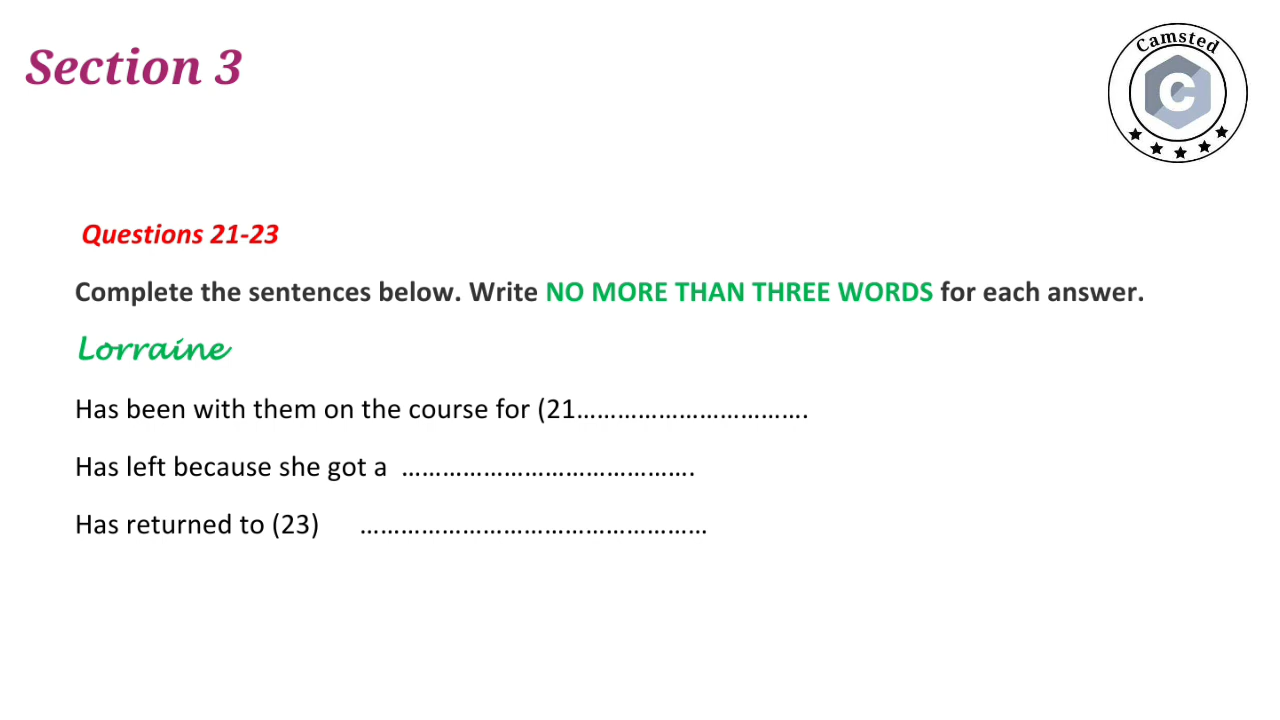 Section 3
Camsted
C
Questions 21-23
Complete the sentences below. Write NO MORE THAN THREE WORDS for each answer.
Lorraine
Has been with them on the course for (21……………………………….
Has left because she got a …………………………………….
Has returned to (23) ……………………………………………